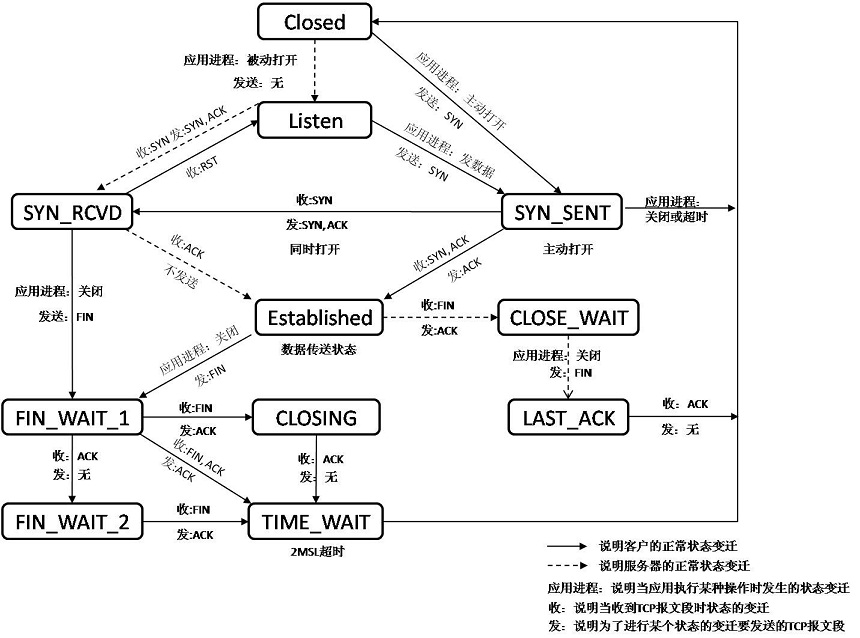 Closed
应用进程：被动打开
发送：无
应用进程：主动打开
发送：SYN
Listen
收:SYN 发:SYN,ACK
收:RST
应用进程：发数据
发送：SYN
SYN_RCVD
收:SYN
发:SYN,ACK
同时打开
SYN_SENT
主动打开
应用进程：
关闭或超时
收:ACK
不发送
收:SYN,ACK
发:ACK
应用进程：关闭
发送：FIN
Established
数据传送状态
收:FIN
发:ACK
CLOSE_WAIT
应用进程：关闭
发:FIN
应用进程：关闭
发：FIN
FIN_WAIT_1
收:FIN
发:ACK
CLOSING
LAST_ACK
收：ACK
发：无
收：ACK
发：无
收:FIN,ACK
发:ACK
收：ACK
发：无
FIN_WAIT_2
收:FIN
发:ACK
TIME_WAIT
2MSL超时
说明客户的正常状态变迁
说明服务器的正常状态变迁
应用进程：说明当应用执行某种操作时发生的状态变迁
收：说明当收到TCP报文段时状态的变迁
发：说明为了进行某个状态的变迁要发送的TCP报文段